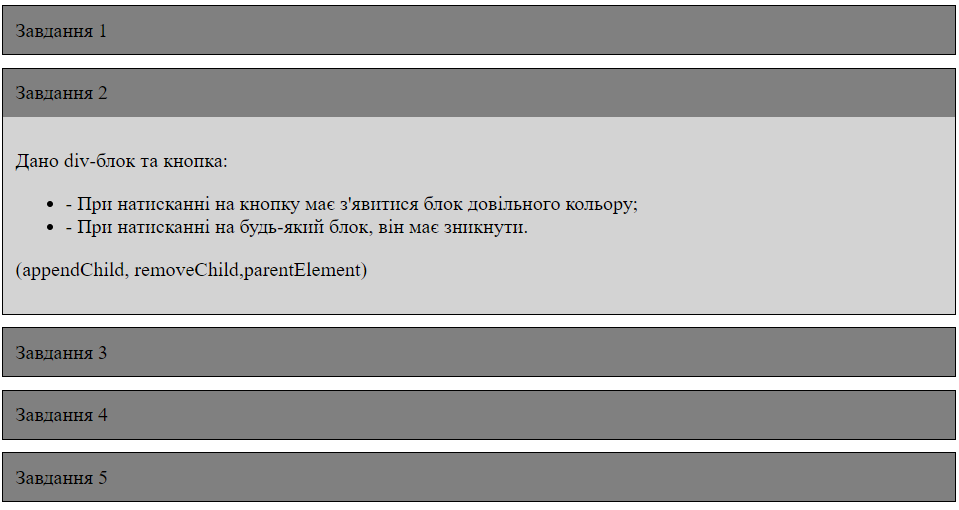 Завдання 1
Завдання 2
Дано div-блок та кнопка:
- При натисканні на кнопку має з'явитися блок довільного кольору;
- При натисканні на будь-який блок, він має зникнути.
(appendChild, removeChild,parentElement)
Завдання 3
Завдання 4
Завдання 5